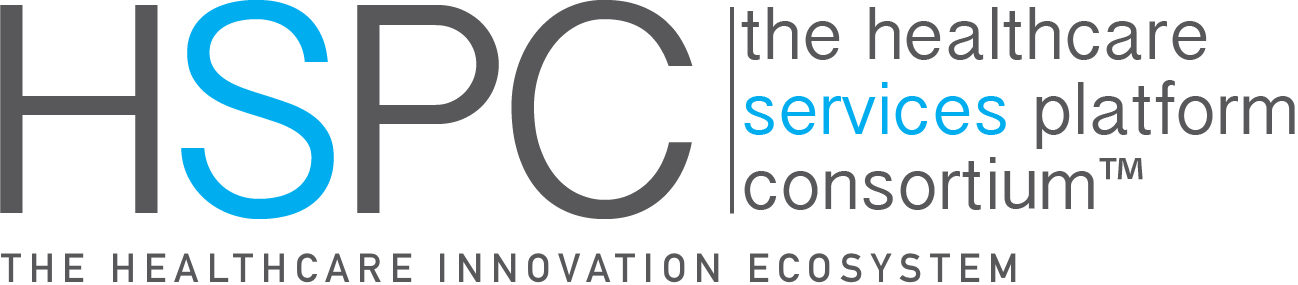 HSPC
the healthcare
services platform
consortium™
THE HEALTHCARE INNOVATION ECOSYSTEM